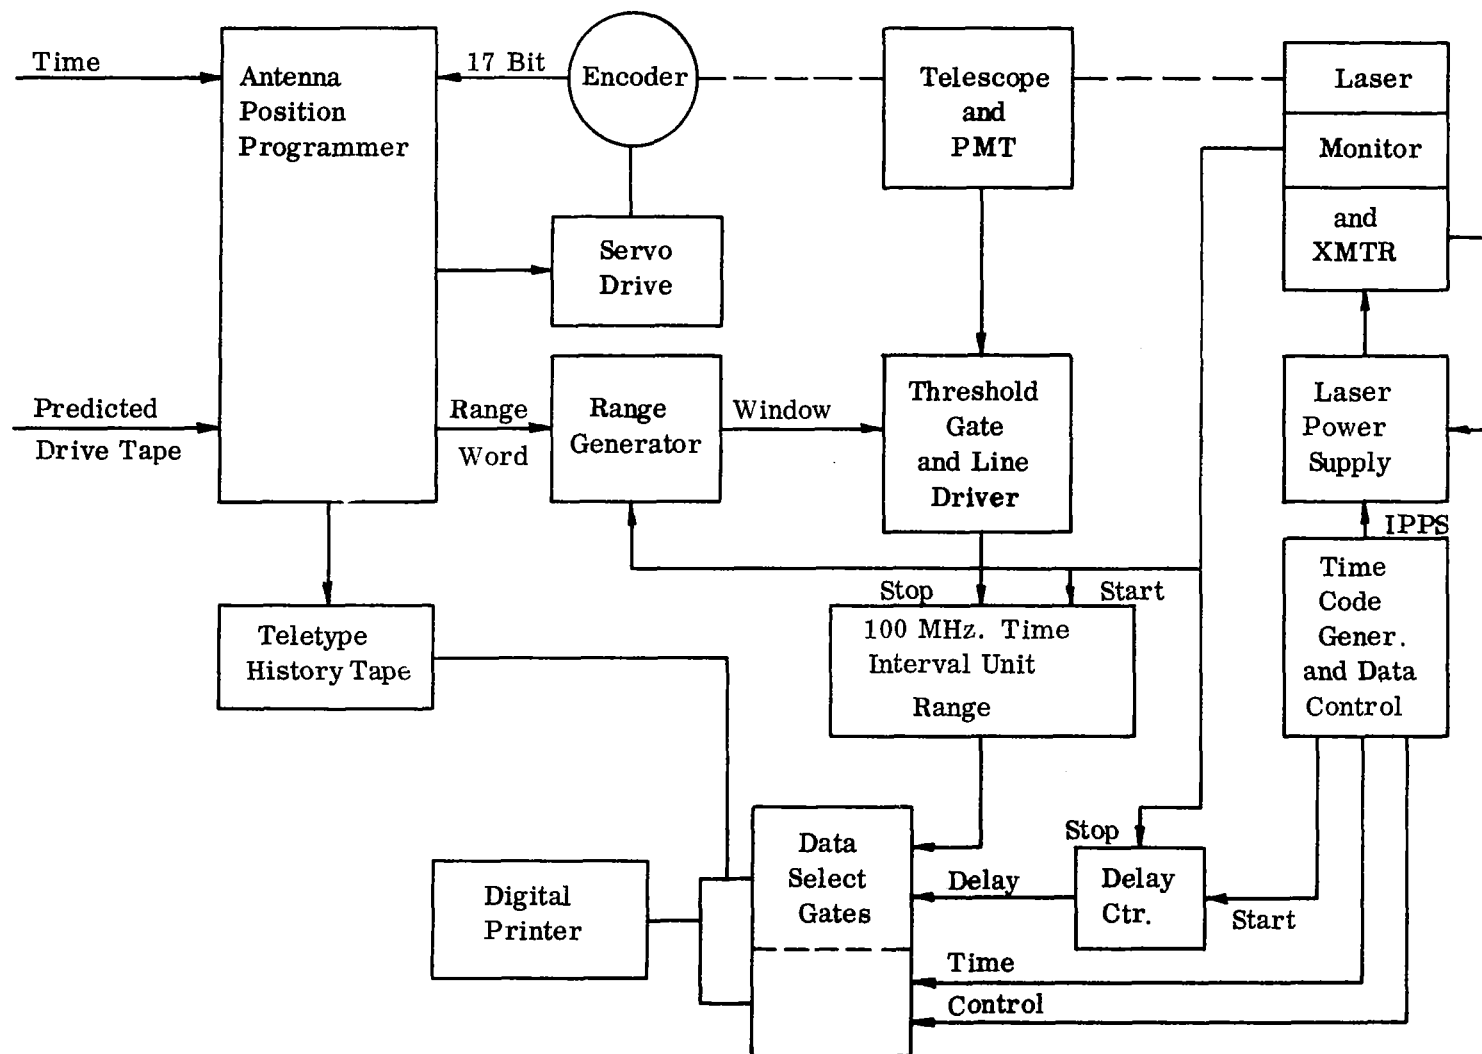 Time
Antenna
Position
Programmer
17 Bit
Encoder
Telescope
and
PMT
Laser
Monitor
and
XMTR
Servo
Drive
Predicted
Drive Tape
Range
Word
Range
Generator
Window
Threshold
Gate
and Line
Driver
Laser
Power
Supply
IPPS
Time
Code
Gener.
and Data
Control
Stop
Start
100 MHz. Time
Interval Unit
Range
Teletype
History Tape
Data
Select
Gates
Digital
Printer
Stop
Delay
Delay
Ctr.
Start
Time
Control